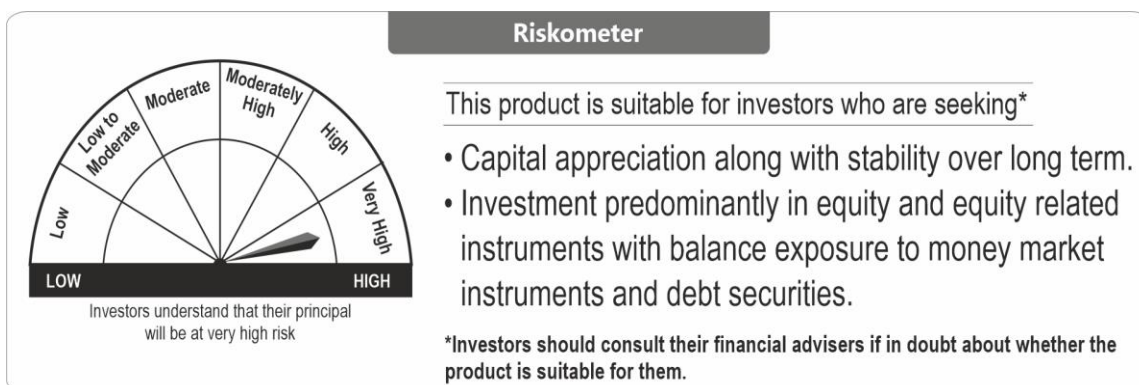 Riskometer
Low
Low to
Moderate
Moderate
Moderately
High
High
Very High
LOW
HIGH
Investors understand that their principal
will be at very high risk
This product is suitable for investors who are seeking*
• Capital appreciation along with stability over long term.
• Investment predominantly in equity and equity related
instruments with balance exposure to money market
instruments and debt securities.
*Investors should consult their financial advisers if in doubt about whether the
product is suitable for them.